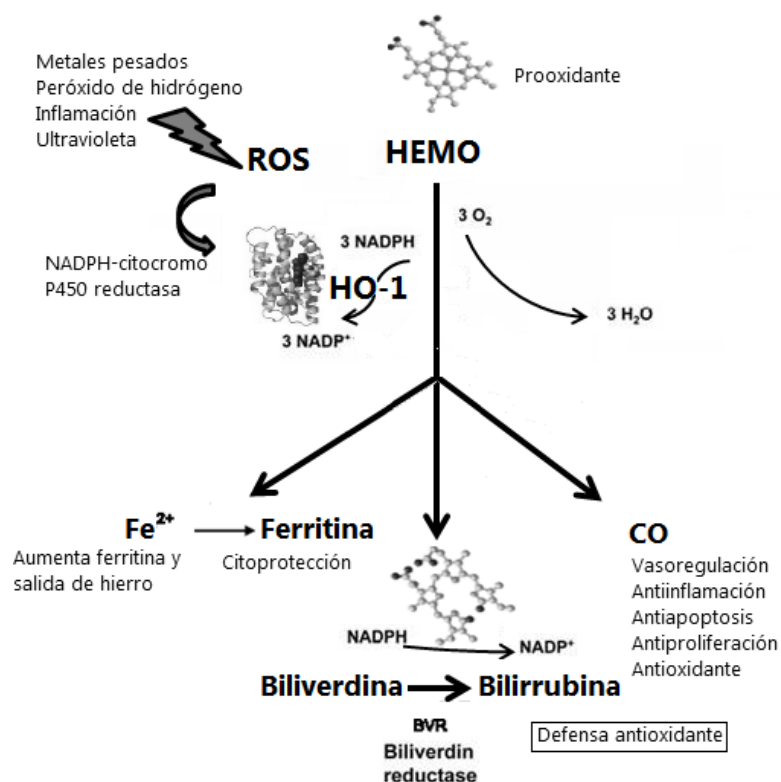 Metales pesados
Peróxido de hidrógeno
Inflamación
Ultravioleta
Prooxidante
ROS
HEMO
3 NADPH
3 O₂
NADPH-citocromo
P450 reductasa
HO-1
3 NADP⁺
3 H₂O
Fe²⁺
Ferritina
CO
Aumenta ferritina y
salida de hierro
Citoprotección
Vasoregulación
Antiinflamación
Antiapoptosis
Antiproliferación
Antioxidante
NADPH
NADP⁺
Biliverdina
Bilirrubina
BVR
Biliverdin
reductase
Defensa antioxidante